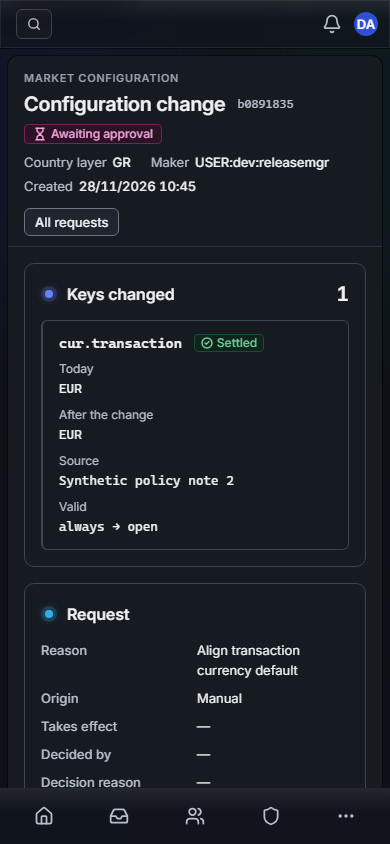 DA
MARKET CONFIGURATION
Configuration change b0891835
Awaiting approval
Country layer GR Maker USER:dev:releasemgr
Created 28/11/2026 10:45
All requests
Keys changed 1
cur.transaction Settled
Today
EUR
After the change
EUR
Source
Synthetic policy note 2
Valid
always → open
Request
Reason Align transaction
currency default
Origin Manual
Takes effect —
Decided by —
Decision reason —